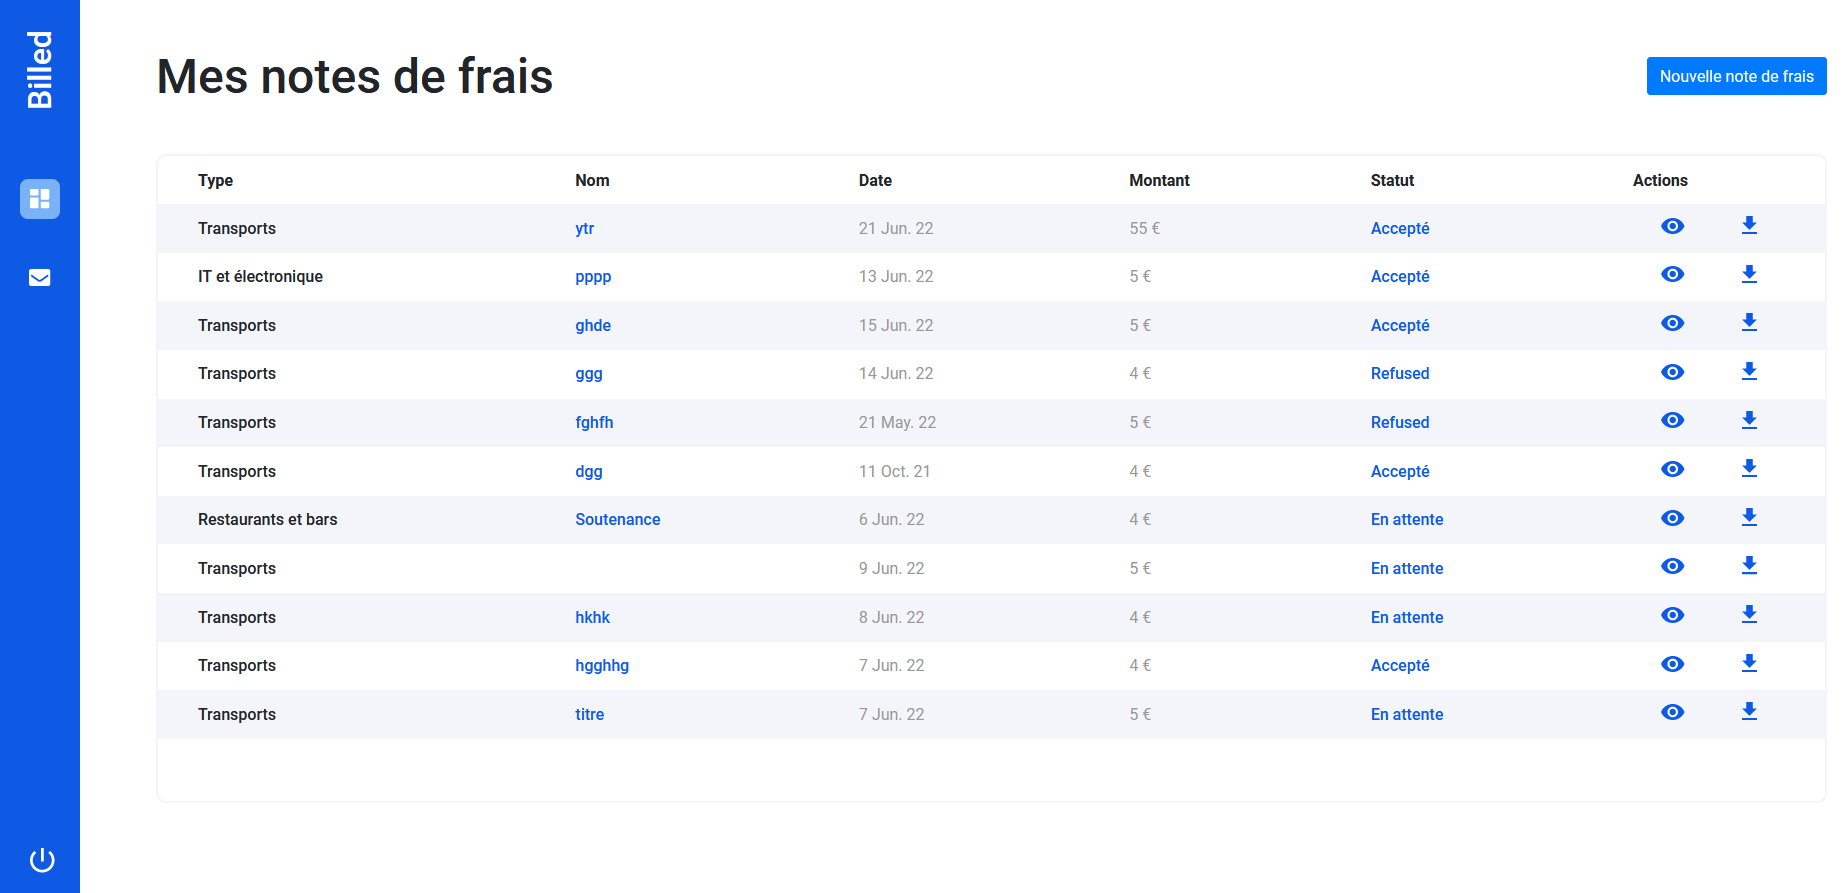 Billed
Mes notes de frais
Nouvelle note de frais
Type Nom Date Montant Statut Actions
Transports ytr 21 Jun. 22 55 € Accepté
IT et électronique pppp 13 Jun. 22 5 € Accepté
Transports ghde 15 Jun. 22 5 € Accepté
Transports ggg 14 Jun. 22 4 € Refused
Transports fghfh 21 May. 22 5 € Refused
Transports dgg 11 Oct. 21 4 € Accepté
Restaurants et bars Soutenance 6 Jun. 22 4 € En attente
Transports 9 Jun. 22 5 € En attente
Transports hkhk 8 Jun. 22 4 € En attente
Transports hgghhg 7 Jun. 22 4 € Accepté
Transports titre 7 Jun. 22 5 € En attente